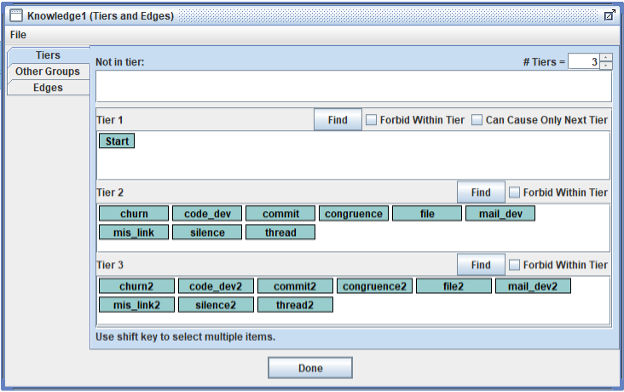 Knowledge1 (Tiers and Edges)
File
Tiers
Other Groups
Edges
Not in tier: # Tiers = 3
Tier 1 Find Forbid Within Tier Can Cause Only Next Tier
Start
Tier 2 Find Forbid Within Tier
churn code_dev commit congruence file mail_dev
mis_link silence thread
Tier 3 Find Forbid Within Tier
churn2 code_dev2 commit2 congruence2 file2 mail_dev2
mis_link2 silence2 thread2
Use shift key to select multiple items.
Done